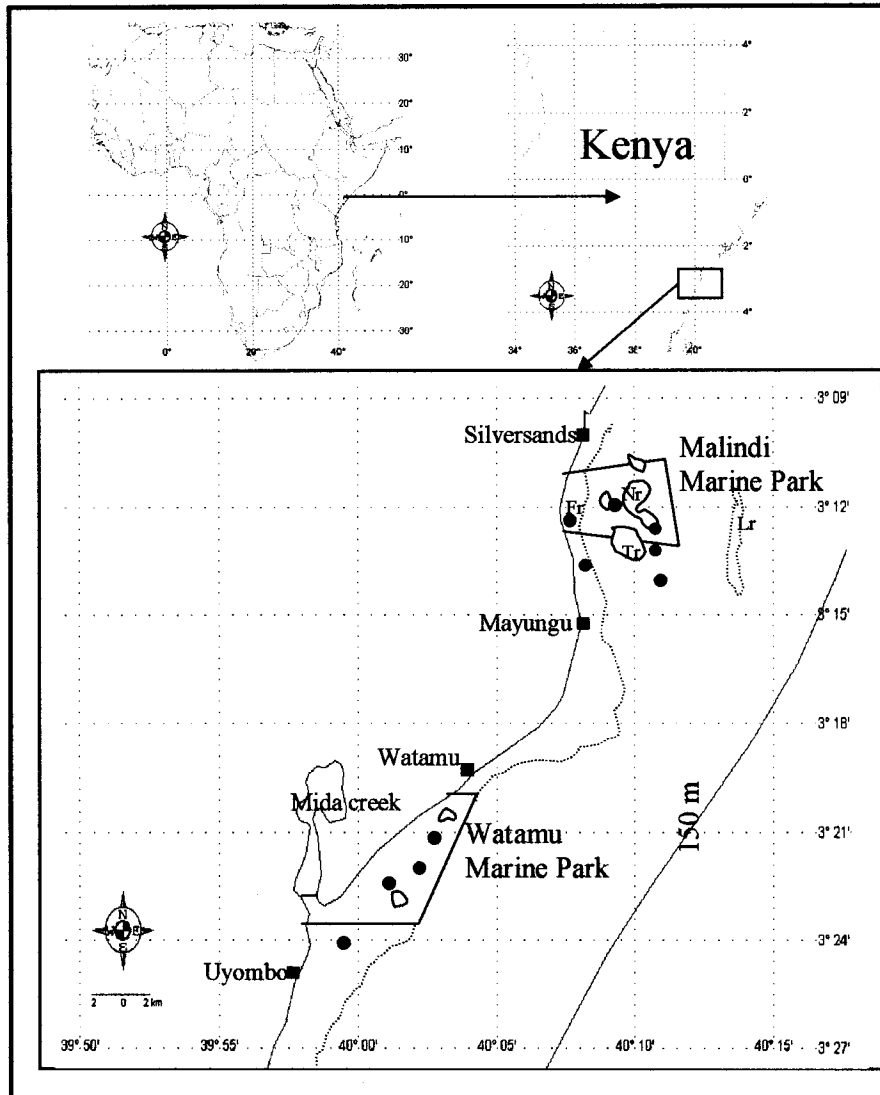 30°
20°
10°
0°
10°
20°
30°
0°
20°
40°
N
E
S
4°
2°
Kenya
0°
2°
4°
34°
36°
N
E
S
3° 09'
Silversands
Malindi
Marine Park
Nr
3° 12'
Fr
Lr
Tr
3° 15'
Mayungu
3° 18'
Watamu
Mida creek
150 m
3° 21'
Watamu
Marine Park
N
E
3° 24'
Uyombo
2 0 2 km
39° 50' 39° 55' 40° 00' 40° 05' 40° 10' 40° 15' 3° 27'